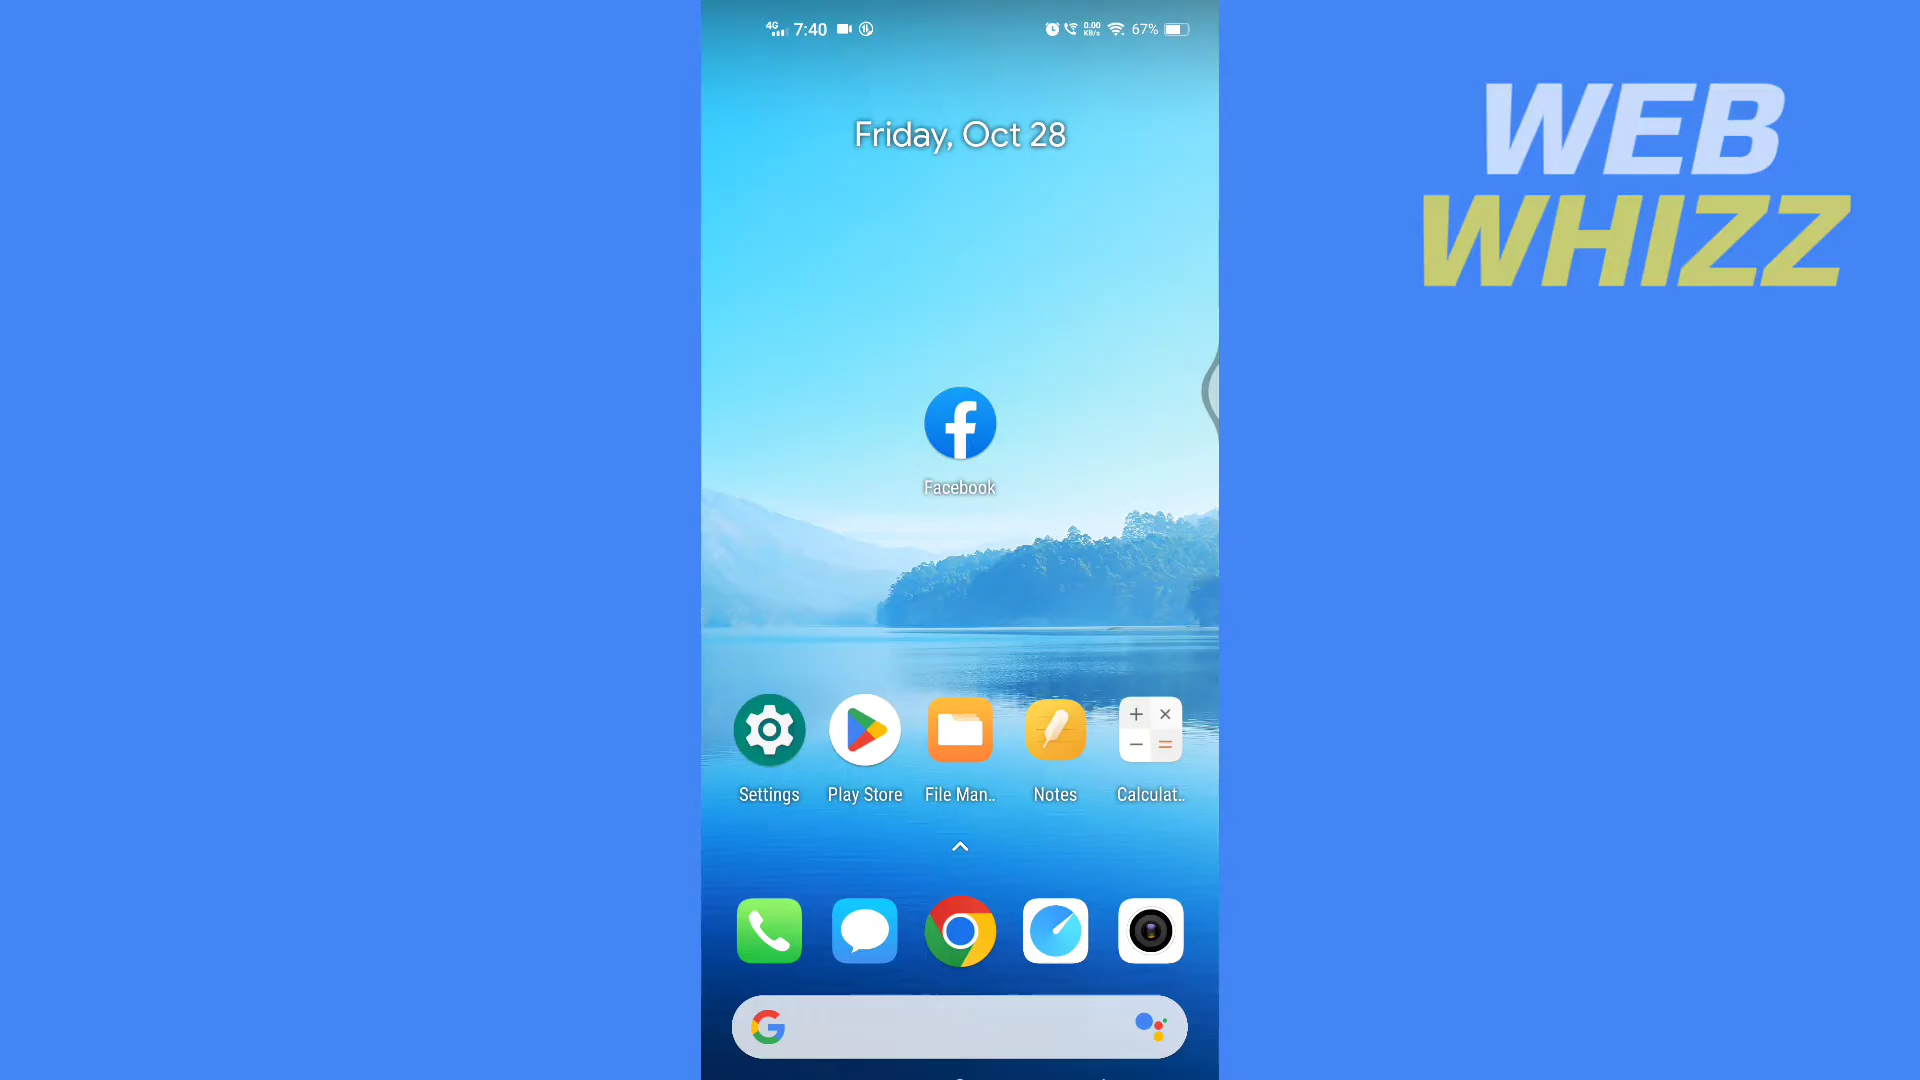 4G 7:40 0.00 KB/s 67%
WEB
WHIZZ
Friday, Oct 28
Facebook
Settings Play Store File Man.. Notes Calculat..